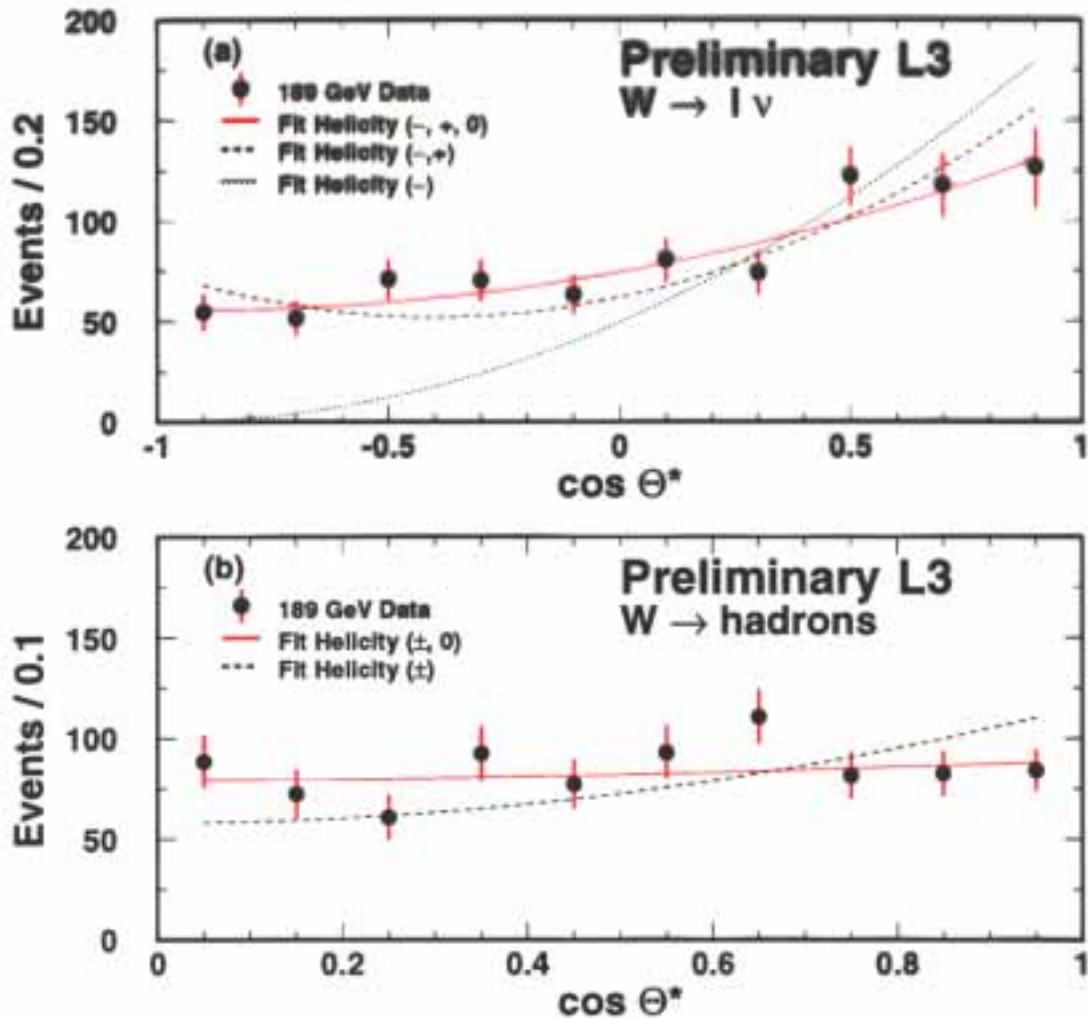 200
150
100
50
0
Events / 0.2
(a)
189 GeV Data
Fit Helicity (−, +, 0)
Fit Helicity (−,+)
Fit Helicity (−)
Preliminary L3
W → l ν
-1
-0.5
0
0.5
1
cos Θ*
200
150
100
50
0
Events / 0.1
(b)
189 GeV Data
Fit Helicity (±, 0)
Fit Helicity (±)
Preliminary L3
W → hadrons
0
0.2
0.4
0.6
0.8
1
cos Θ*